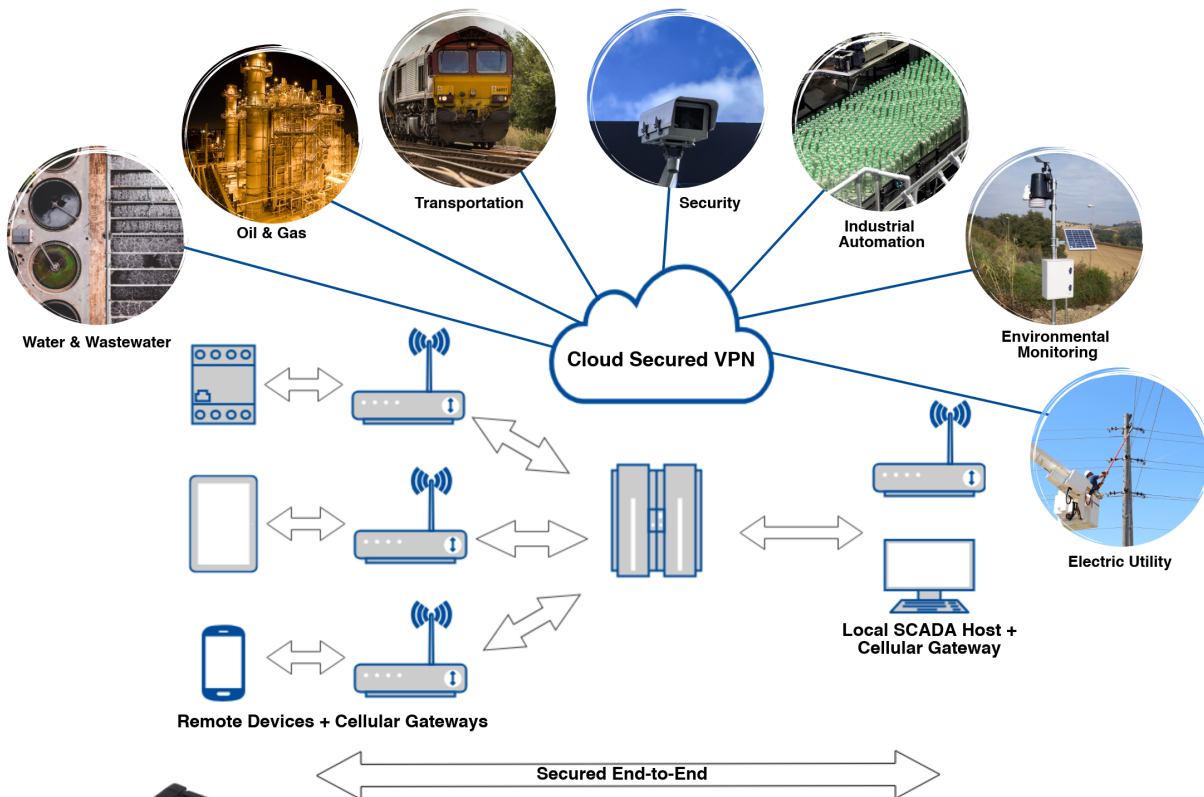 Transportation
Security
Oil & Gas
Industrial
Automation
Water & Wastewater
Environmental
Monitoring
Cloud Secured VPN
Electric Utility
Local SCADA Host +
Cellular Gateway
Remote Devices + Cellular Gateways
Secured End-to-End